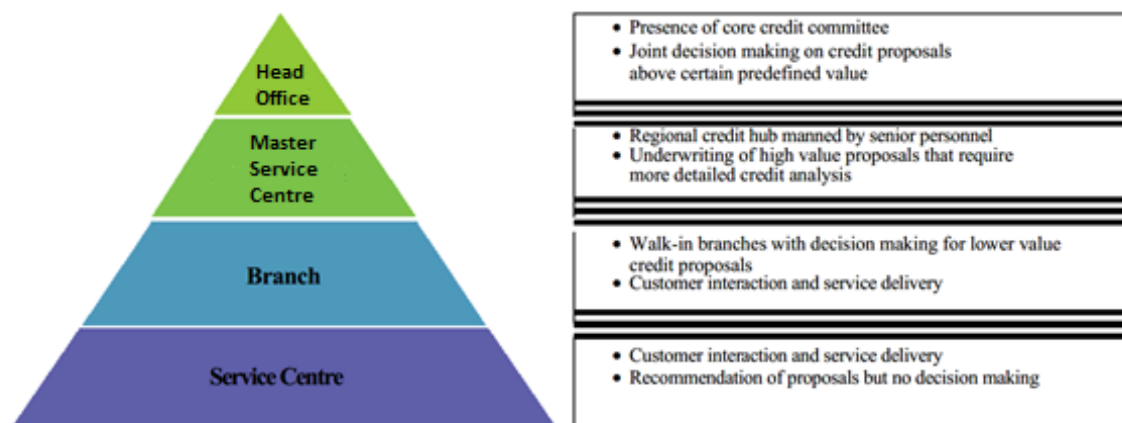 Head
Office
• Presence of core credit committee
• Joint decision making on credit proposals
above certain predefined value
Master
Service
Centre
• Regional credit hub manned by senior personnel
• Underwriting of high value proposals that require
more detailed credit analysis
Branch
• Walk-in branches with decision making for lower value
credit proposals
• Customer interaction and service delivery
Service Centre
• Customer interaction and service delivery
• Recommendation of proposals but no decision making